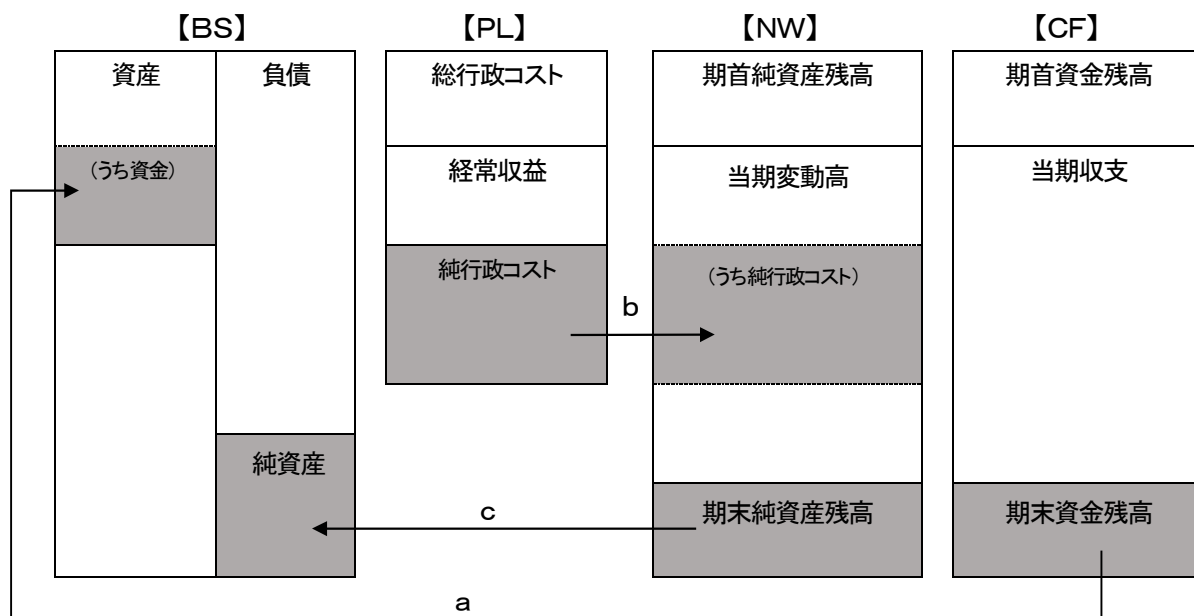 【BS】
資産
負債
(うち資金)
純資産
【PL】
総行政コスト
経常収益
純行政コスト
b
【NW】
期首純資産残高
当期変動高
(うち純行政コスト)
期末純資産残高
c
【CF】
期首資金残高
当期収支
期末資金残高
a